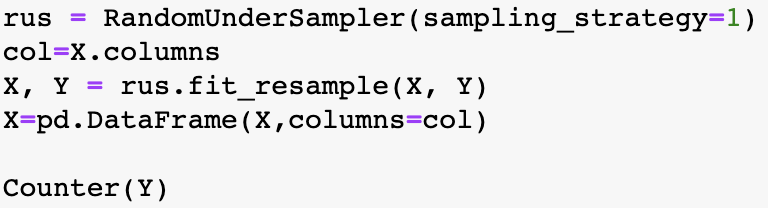 rus = RandomUnderSampler(sampling_strategy=1)
col=X.columns
X, Y = rus.fit_resample(X, Y)
X=pd.DataFrame(X,columns=col)
Counter(Y)